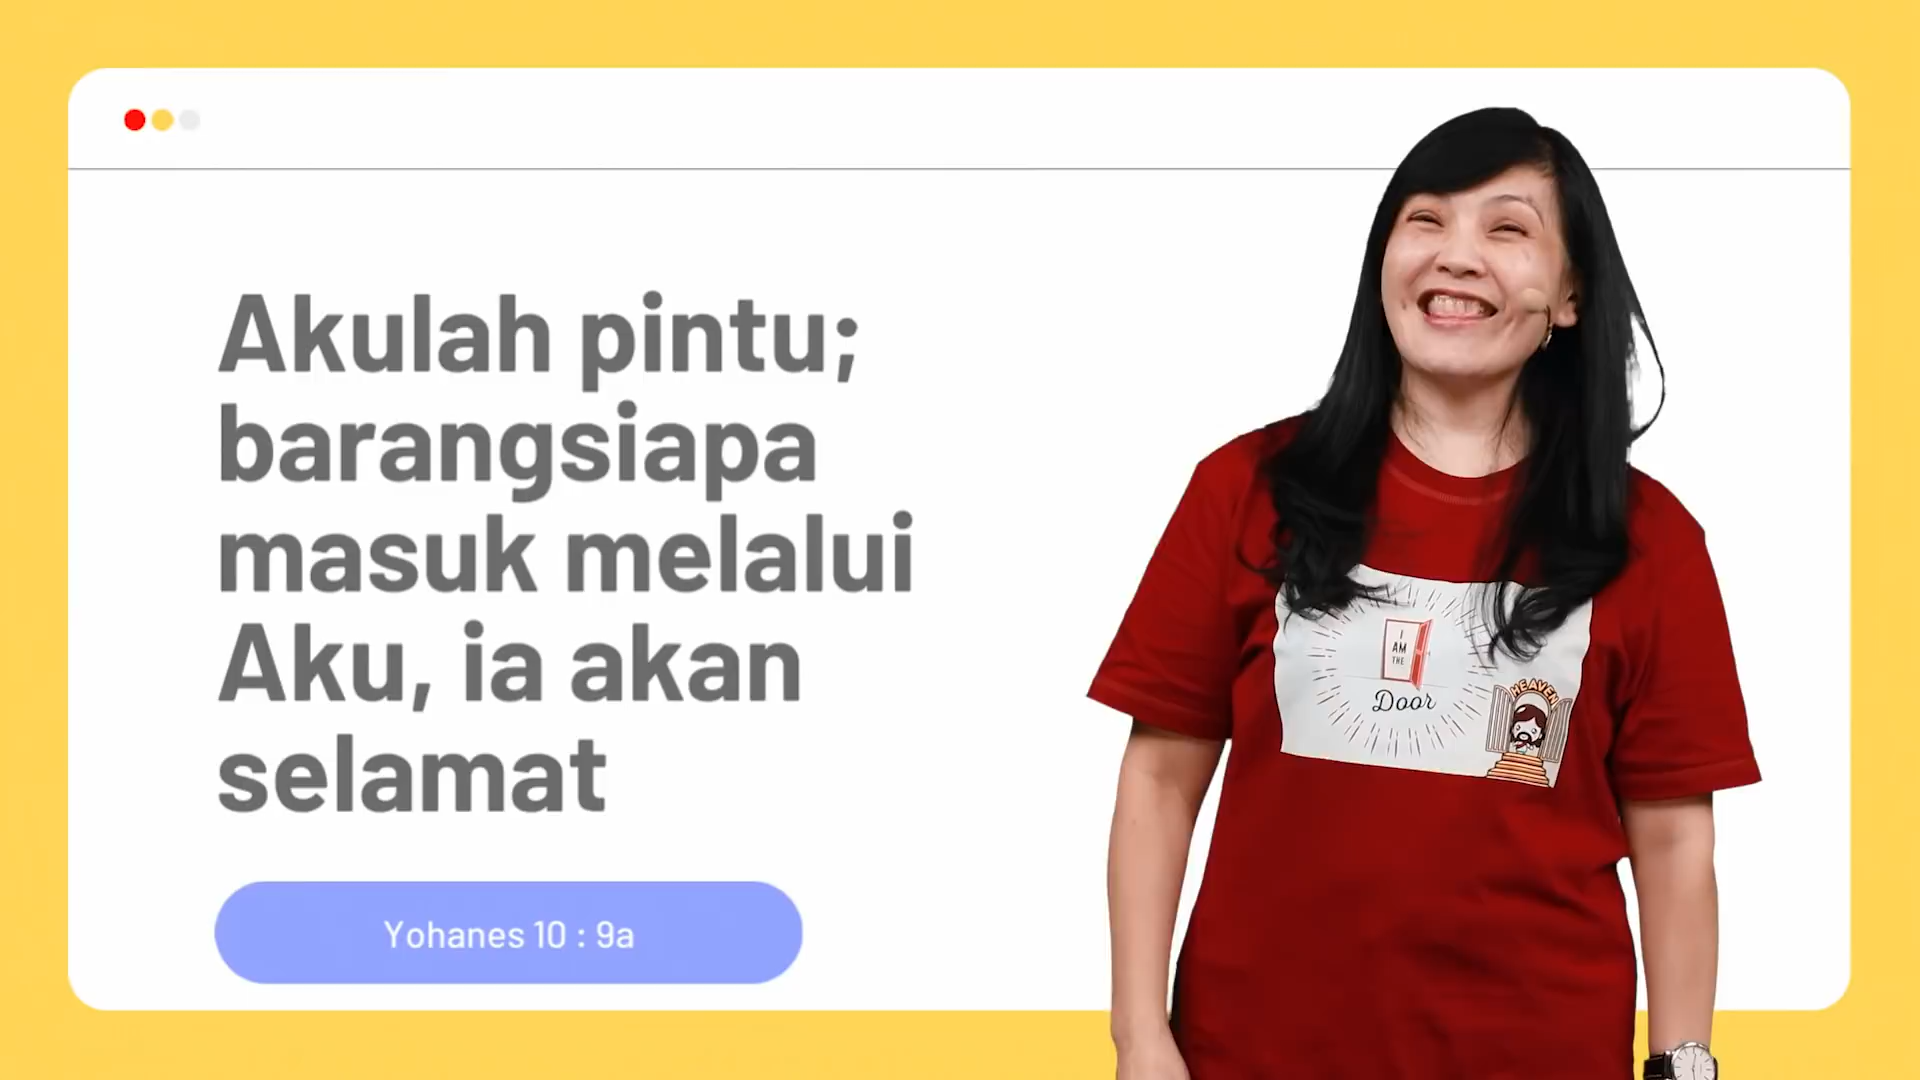 Akulah pintu;
barangsiapa
masuk melalui
Aku, ia akan
selamat
Yohanes 10 : 9a
I
AM
THE
Door
HEAVEN